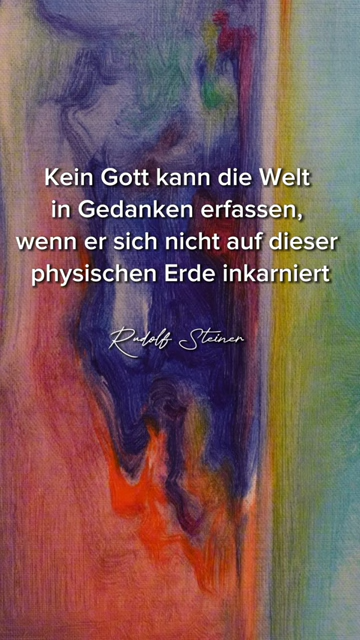 Kein Gott kann die Welt
in Gedanken erfassen,
wenn er sich nicht auf dieser
physischen Erde inkarniert
Rudolf Steiner